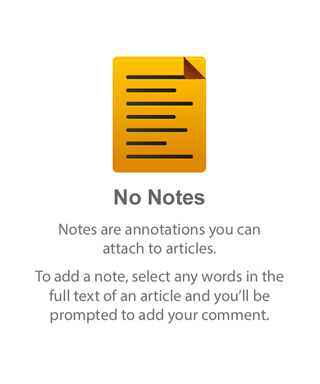 No Notes
Notes are annotations you can
attach to articles.
To add a note, select any words in the
full text of an article and you’ll be
prompted to add your comment.